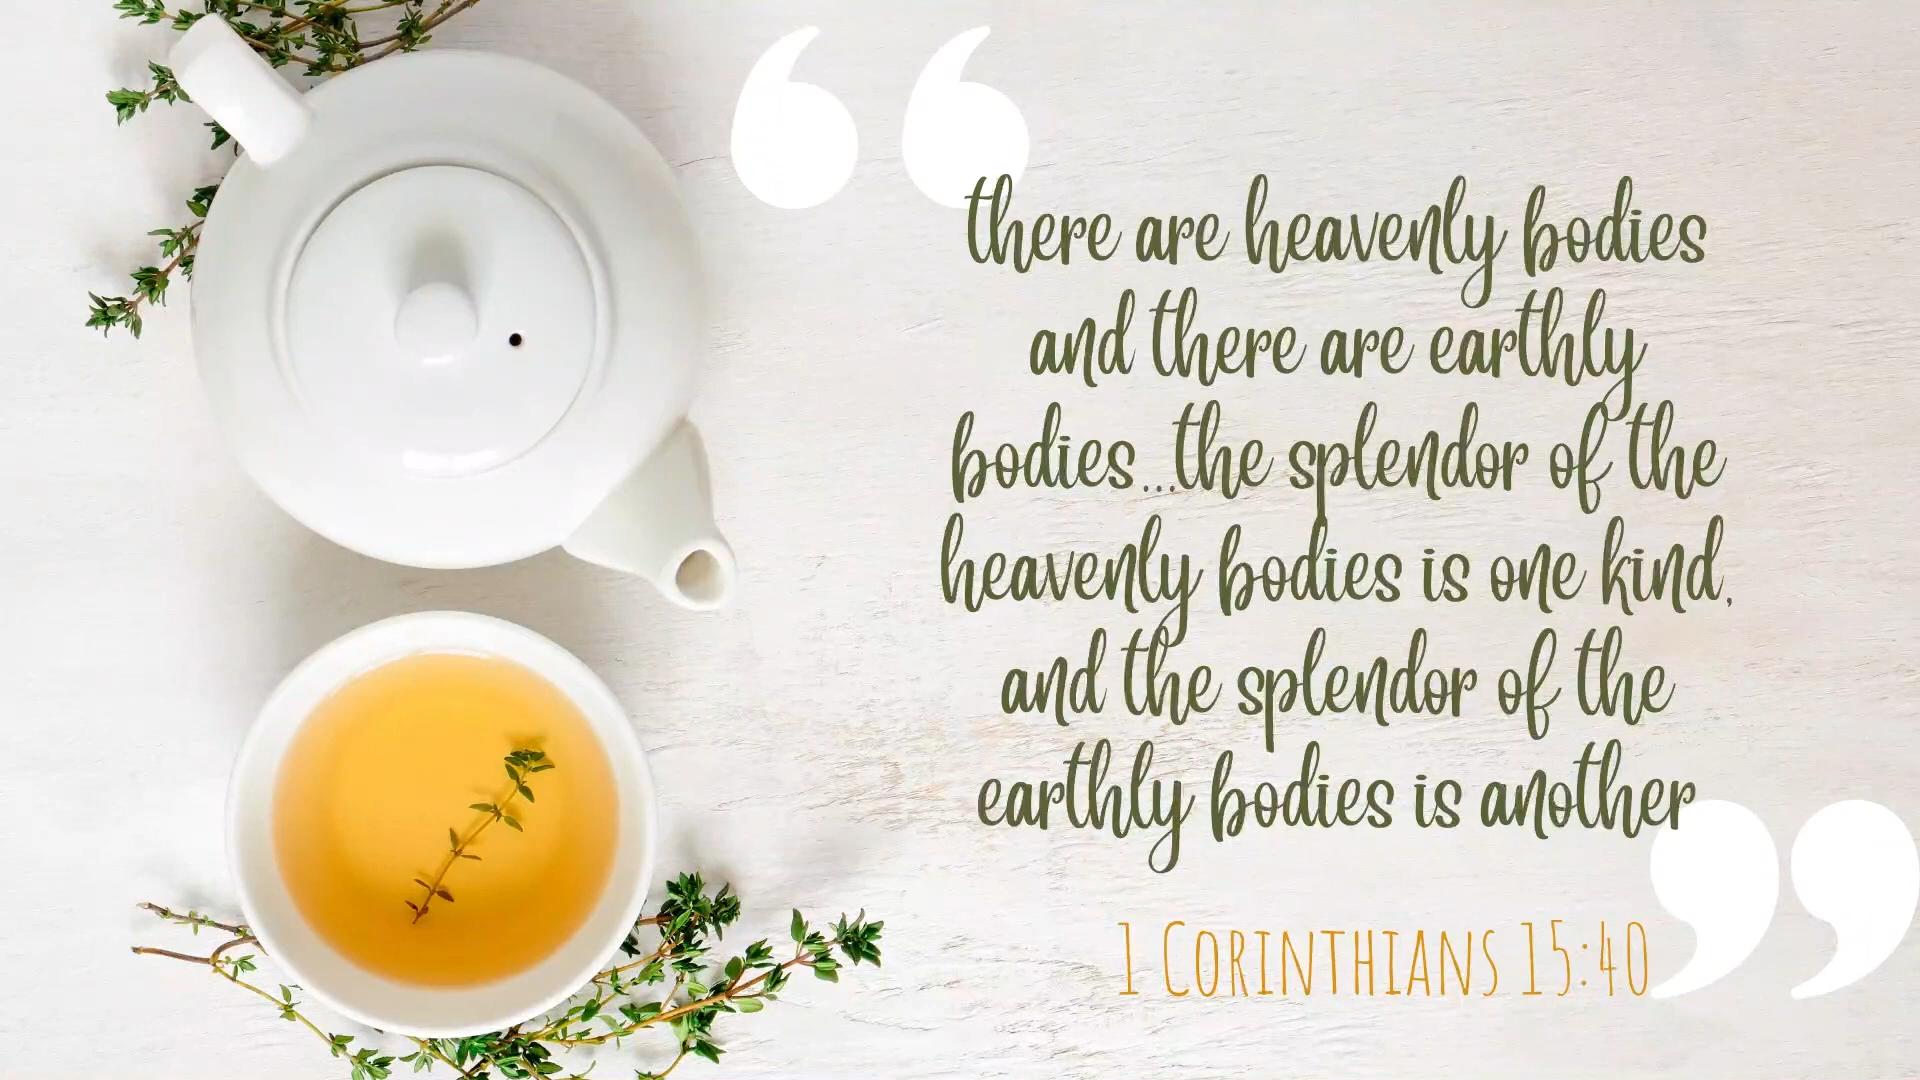 “
there are heavenly bodies
and there are earthly
bodies...the splendor of the
heavenly bodies is one kind,
and the splendor of the
earthly bodies is another
”
1 Corinthians 15:40